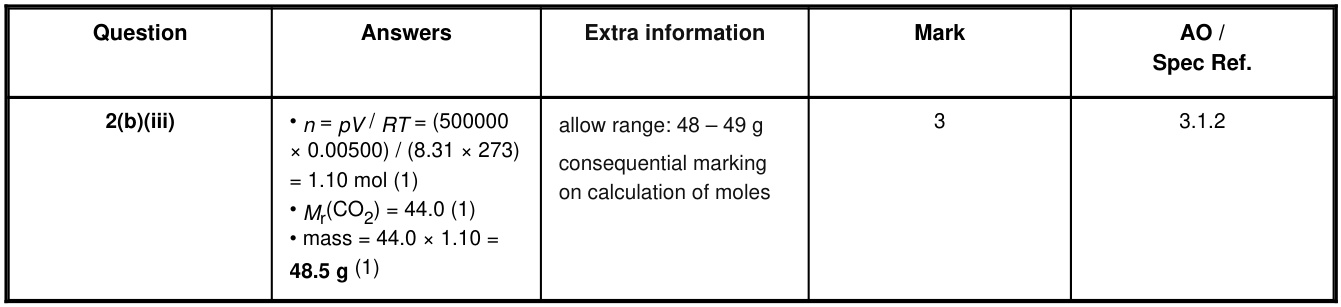 Question Answers Extra information Mark AO /
Spec Ref.
2(b)(iii)
• n = pV / RT = (500000
× 0.00500) / (8.31 × 273)
= 1.10 mol (1)
• Mr(CO2) = 44.0 (1)
• mass = 44.0 × 1.10 =
48.5 g (1)
allow range: 48 – 49 g
consequential marking
on calculation of moles
3
3.1.2